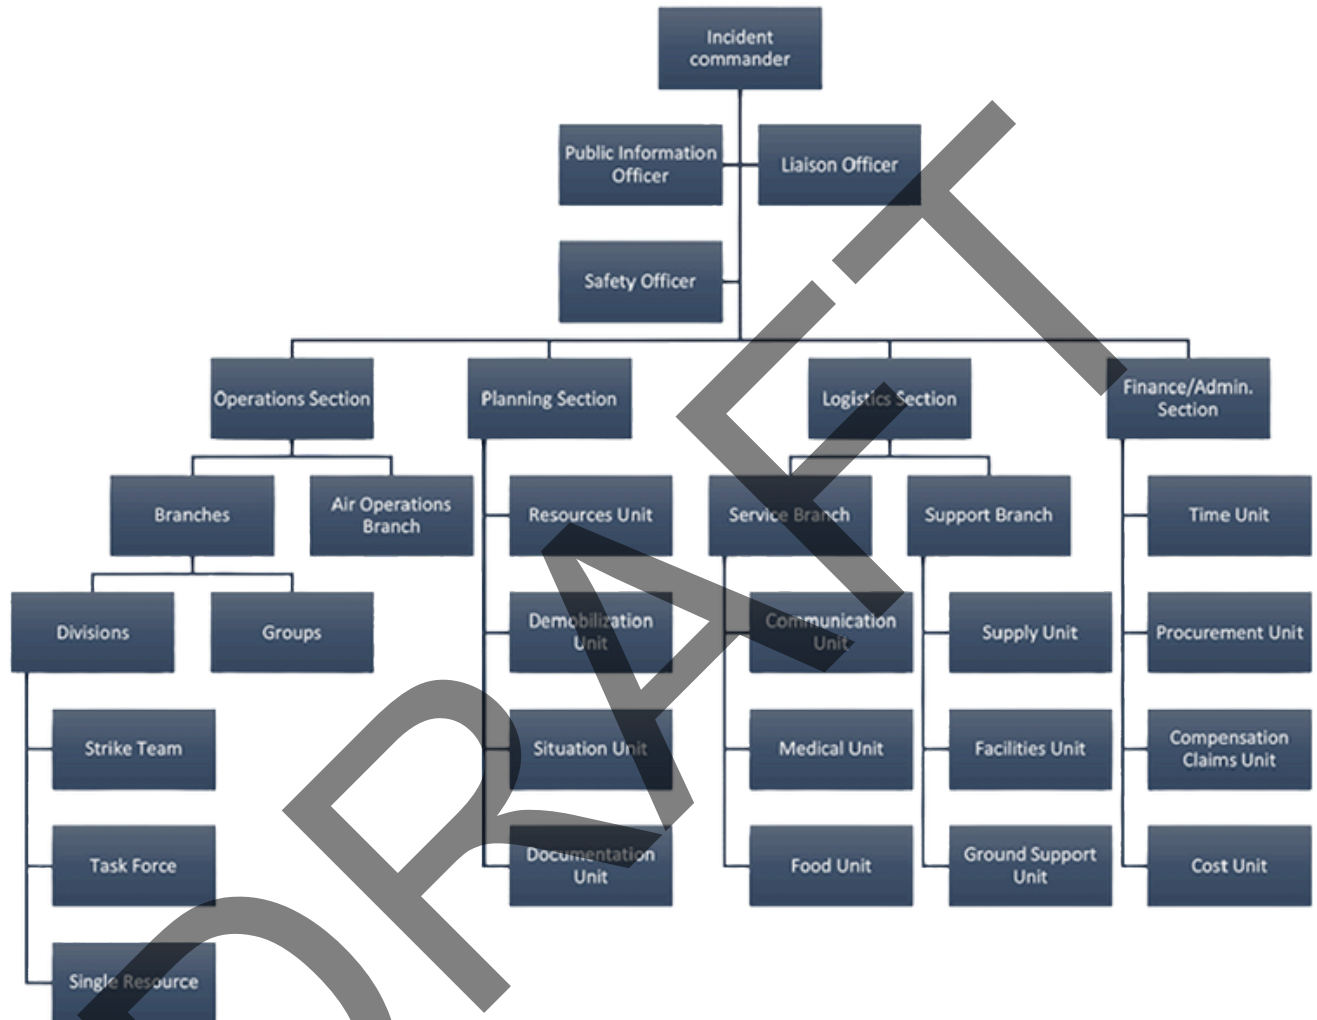 Incident
commander
Public Information
Officer
Liaison Officer
Safety Officer
Operations Section
Planning Section
Logistics Section
Finance/Admin.
Section
Branches
Air Operations
Branch
Resources Unit
Service Branch
Support Branch
Time Unit
Divisions
Groups
Demobilization
Unit
Communication
Unit
Supply Unit
Procurement Unit
Strike Team
Situation Unit
Medical Unit
Facilities Unit
Compensation
Claims Unit
Task Force
Documentation
Unit
Food Unit
Ground Support
Unit
Cost Unit
Single Resource
DRAFT